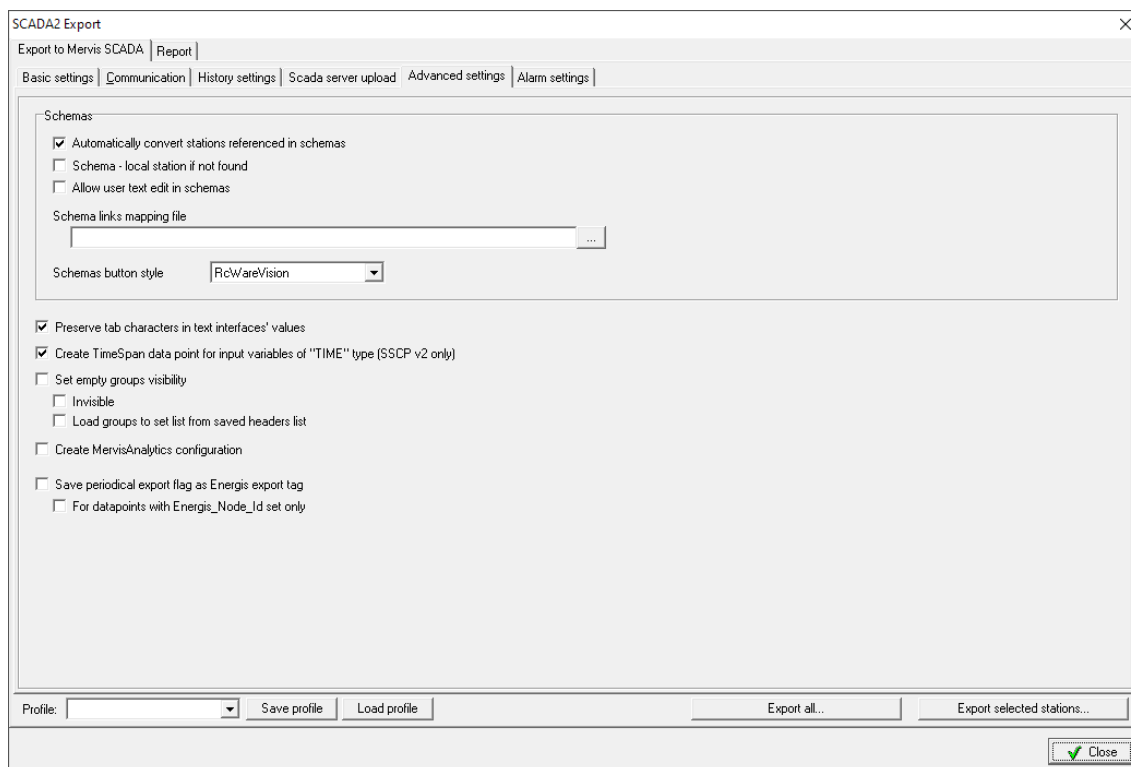 SCADA2 Export
Export to Mervis SCADA Report
Basic settings Communication History settings Scada server upload Advanced settings Alarm settings
Schemas
Automatically convert stations referenced in schemas
Schema - local station if not found
Allow user text edit in schemas
Schema links mapping file
...
Schemas button style RcWareVision
Preserve tab characters in text interfaces' values
Create TimeSpan data point for input variables of "TIME" type (SSCP v2 only)
Set empty groups visibility
Invisible
Load groups to set list from saved headers list
Create MervisAnalytics configuration
Save periodical export flag as Energis export tag
For datapoints with Energis_Node_Id set only
Profile: Save profile Load profile Export all... Export selected stations...
Close